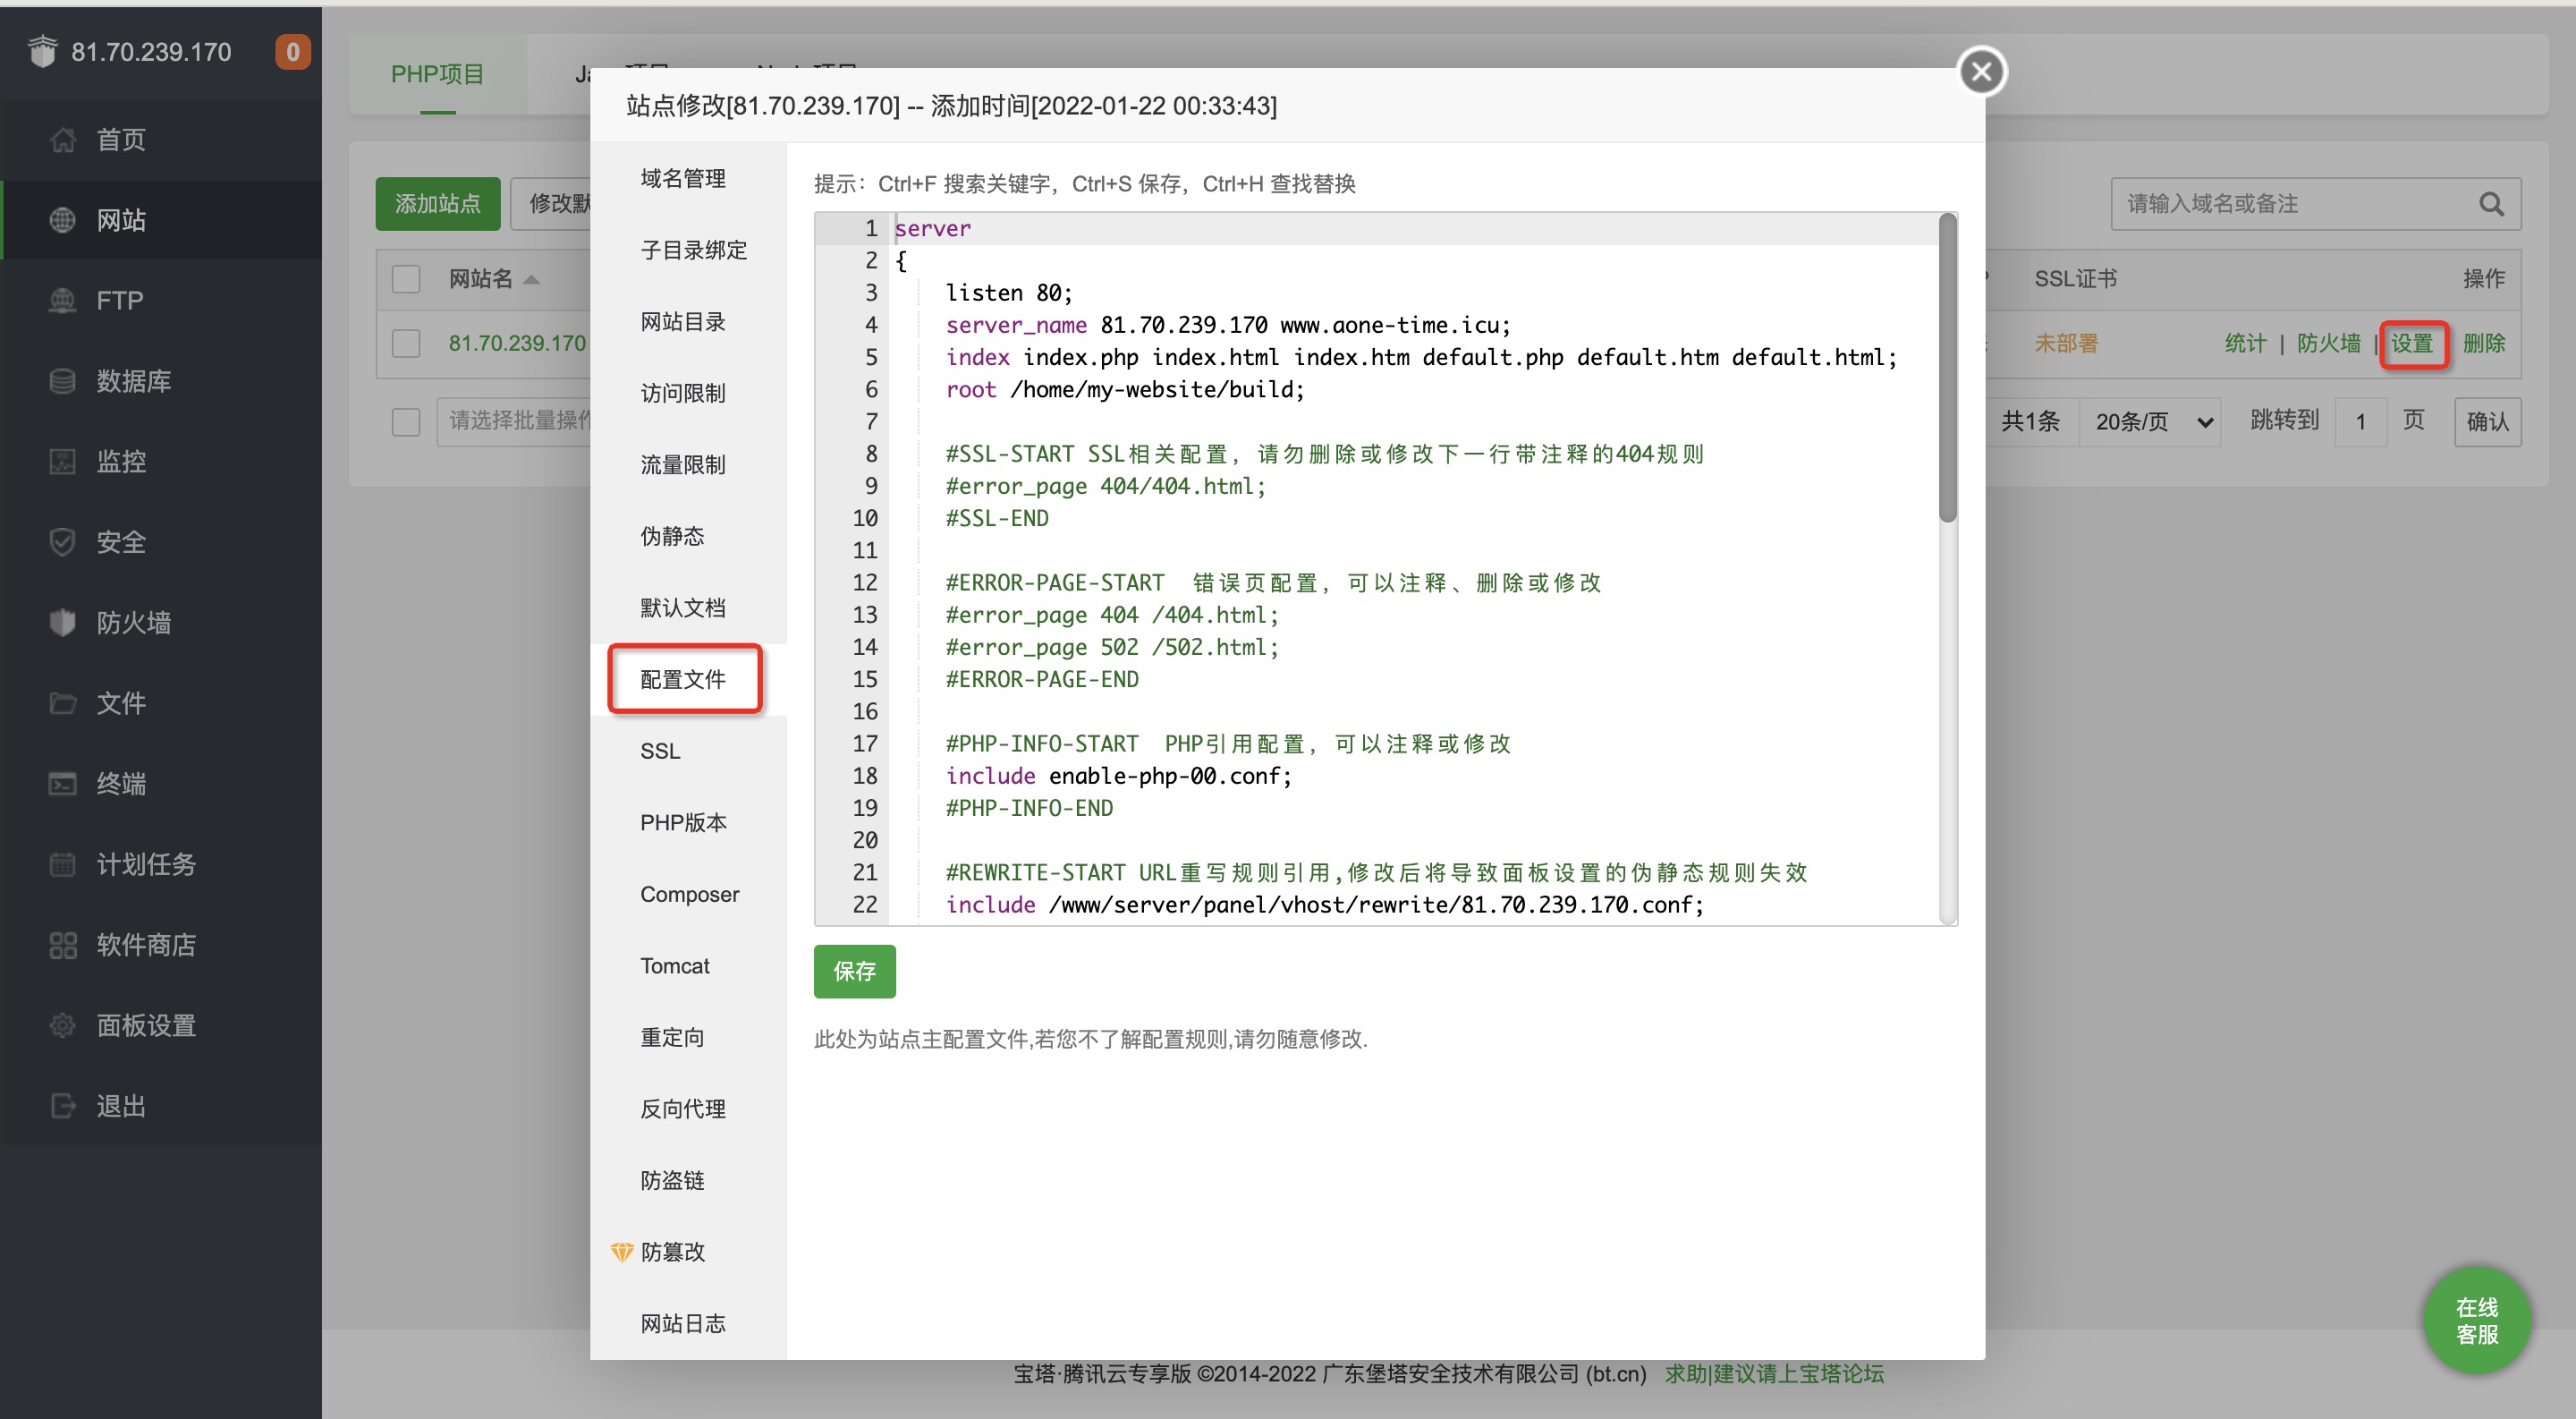 81.70.239.170
0
首页
网站
FTP
数据库
监控
安全
防火墙
文件
终端
计划任务
软件商店
面板设置
退出
PHP项目
添加站点
网站名
81.70.239.170
请输入域名或备注
SSL证书
操作
未部署
统计 | 防火墙 | 设置 删除
共1条
20条/页
跳转到
1
页
确认
站点修改[81.70.239.170] -- 添加时间[2022-01-22 00:33:43]
域名管理
子目录绑定
网站目录
访问限制
流量限制
伪静态
默认文档
配置文件
SSL
PHP版本
Composer
Tomcat
重定向
反向代理
防盗链
防篡改
网站日志
提示：Ctrl+F 搜索关键字，Ctrl+S 保存，Ctrl+H 查找替换
1 server
2 {
3 listen 80;
4 server_name 81.70.239.170 www.aone-time.icu;
5 index index.php index.html index.htm default.php default.htm default.html;
6 root /home/my-website/build;
7
8 #SSL-START SSL相关配置，请勿删除或修改下一行带注释的404规则
9 #error_page 404/404.html;
10 #SSL-END
11
12 #ERROR-PAGE-START  错误页配置，可以注释、删除或修改
13 #error_page 404 /404.html;
14 #error_page 502 /502.html;
15 #ERROR-PAGE-END
16
17 #PHP-INFO-START  PHP引用配置，可以注释或修改
18 include enable-php-00.conf;
19 #PHP-INFO-END
20
21 #REWRITE-START URL重写规则引用,修改后将导致面板设置的伪静态规则失效
22 include /www/server/panel/vhost/rewrite/81.70.239.170.conf;
保存
此处为站点主配置文件,若您不了解配置规则,请勿随意修改.
宝塔·腾讯云专享版 ©2014-2022 广东堡塔安全技术有限公司 (bt.cn) 求助|建议请上宝塔论坛
在线
客服